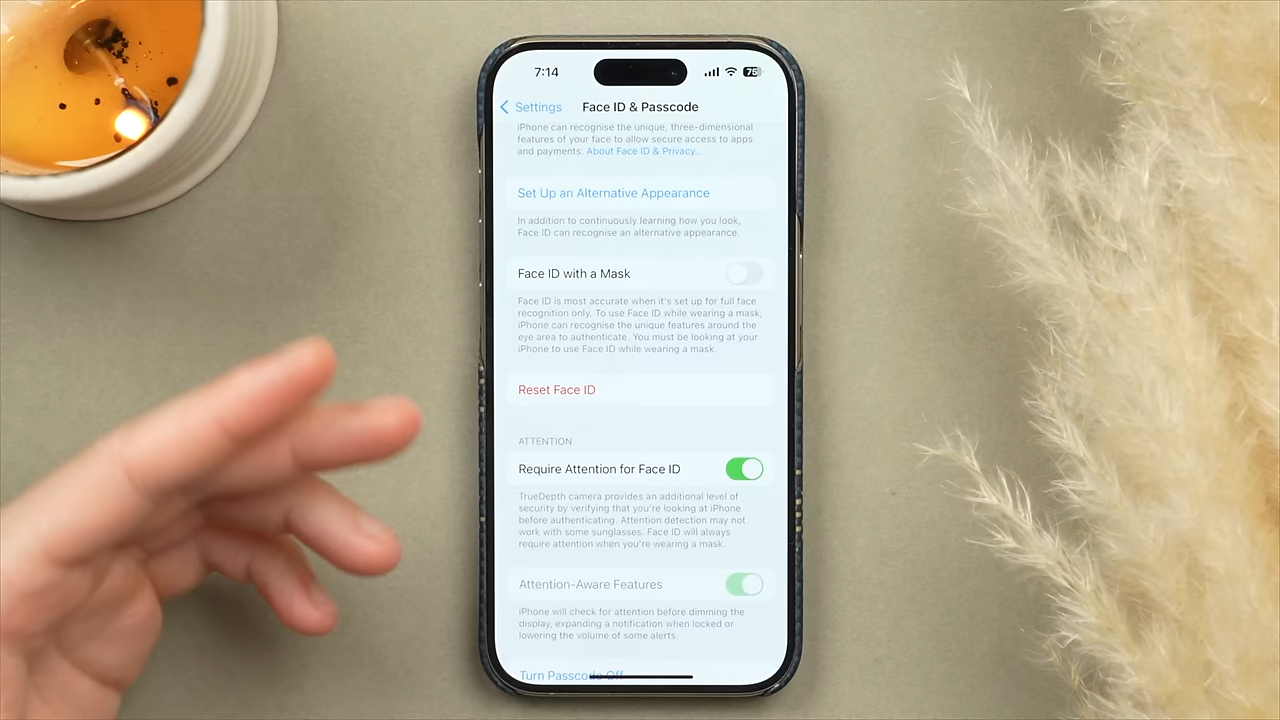 7:14
75
Settings
Face ID & Passcode
iPhone can recognise the unique, three-dimensional
features of your face to allow secure access to apps
and payments. About Face ID & Privacy...
Set Up an Alternative Appearance
In addition to continuously learning how you look,
Face ID can recognise an alternative appearance.
Face ID with a Mask
Face ID is most accurate when it's set up for full face
recognition only. To use Face ID while wearing a mask,
iPhone can recognise the unique features around the
eye area to authenticate. You must be looking at your
iPhone to use Face ID while wearing a mask.
Reset Face ID
ATTENTION
Require Attention for Face ID
TrueDepth camera provides an additional level of
security by verifying that you're looking at iPhone
before authenticating. Attention detection may not
work with some sunglasses. Face ID will always
require attention when you're wearing a mask.
Attention-Aware Features
iPhone will check for attention before dimming the
display, expanding a notification when locked or
lowering the volume of some alerts.
Turn Passcode Off